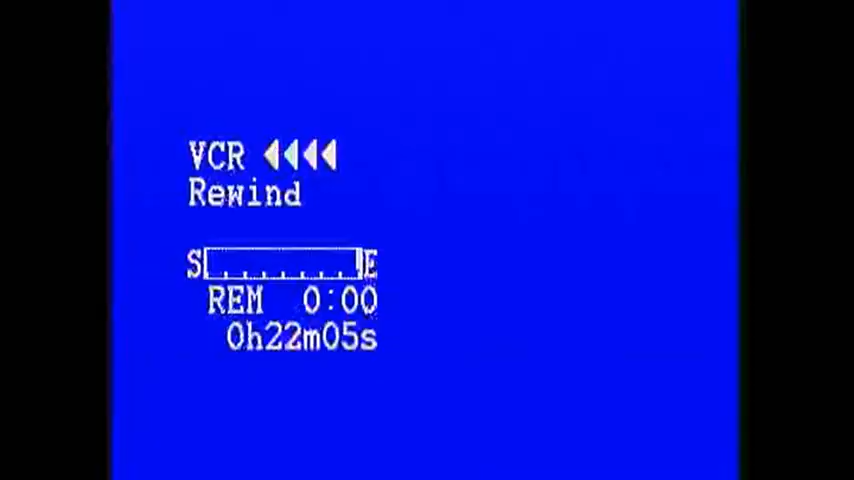 VCR ◀◀◀◀
Rewind
S E
REM 0:00
0h22m05s